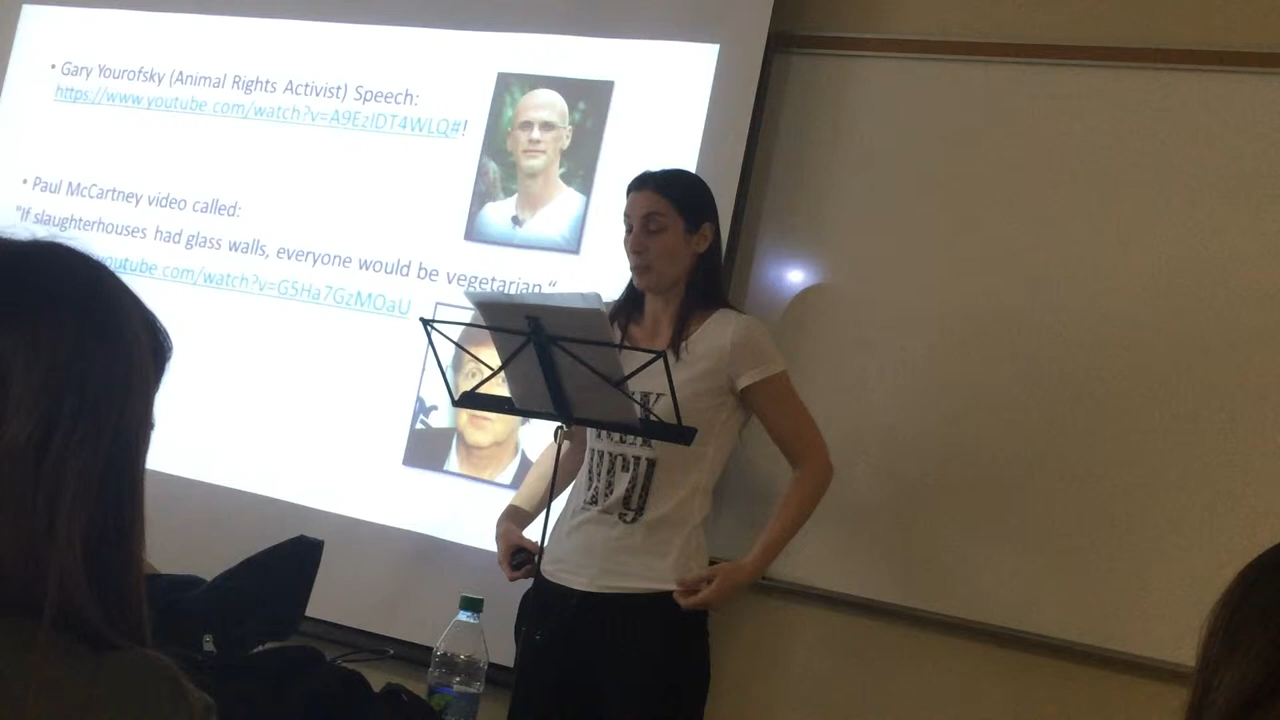 • Gary Yourofsky (Animal Rights Activist) Speech:
https://www.youtube.com/watch?v=A9EzIDT4WLQ#!
• Paul McCartney video called:
"If slaughterhouses had glass walls, everyone would be vegetarian."
youtube.com/watch?v=G5Ha7GzMOaU